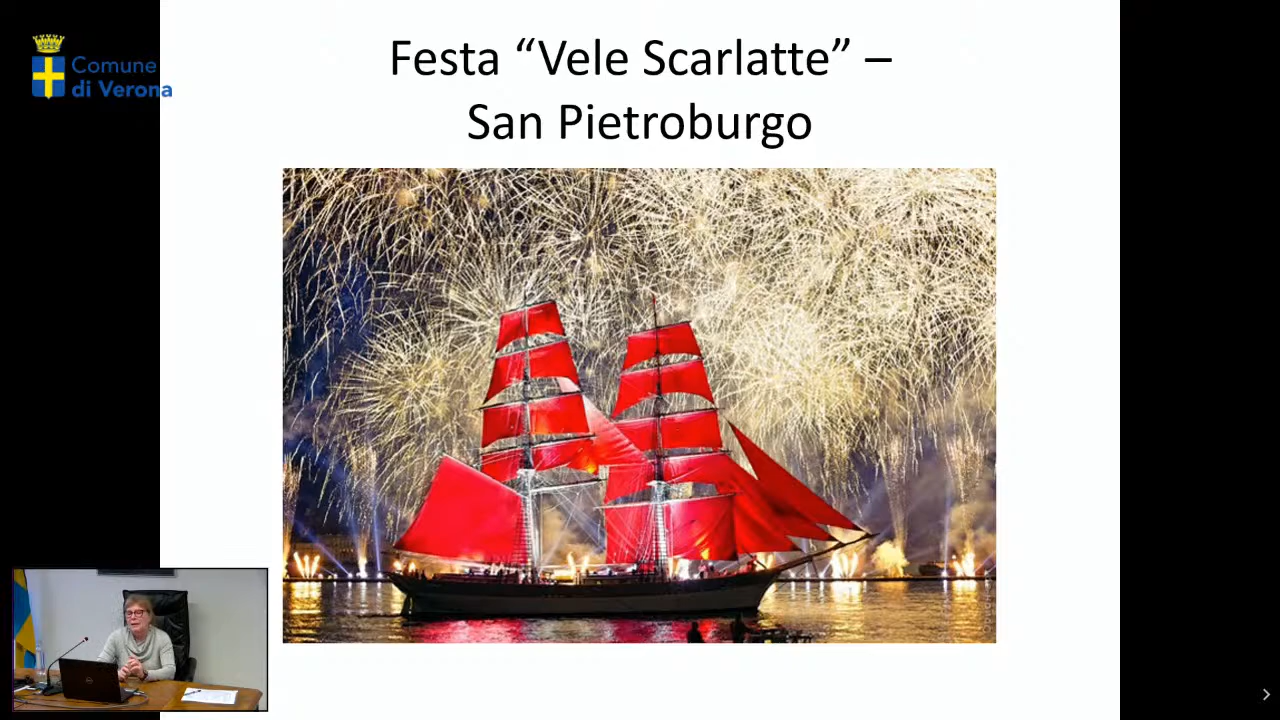 Comune
di Verona
Festa “Vele Scarlatte” –
San Pietroburgo